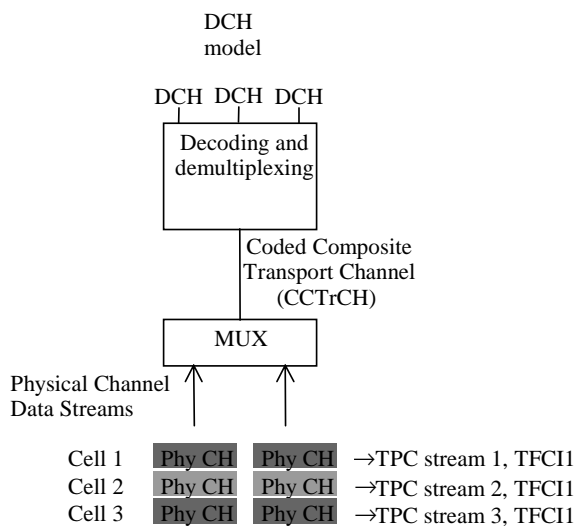 DCH
model
DCH DCH DCH
Decoding and
demultiplexing
Coded Composite
Transport Channel
(CCTrCH)
MUX
Physical Channel
Data Streams
Cell 1 Phy CH Phy CH →TPC stream 1, TFCI1
Cell 2 Phy CH Phy CH →TPC stream 2, TFCI1
Cell 3 Phy CH Phy CH →TPC stream 3, TFCI1